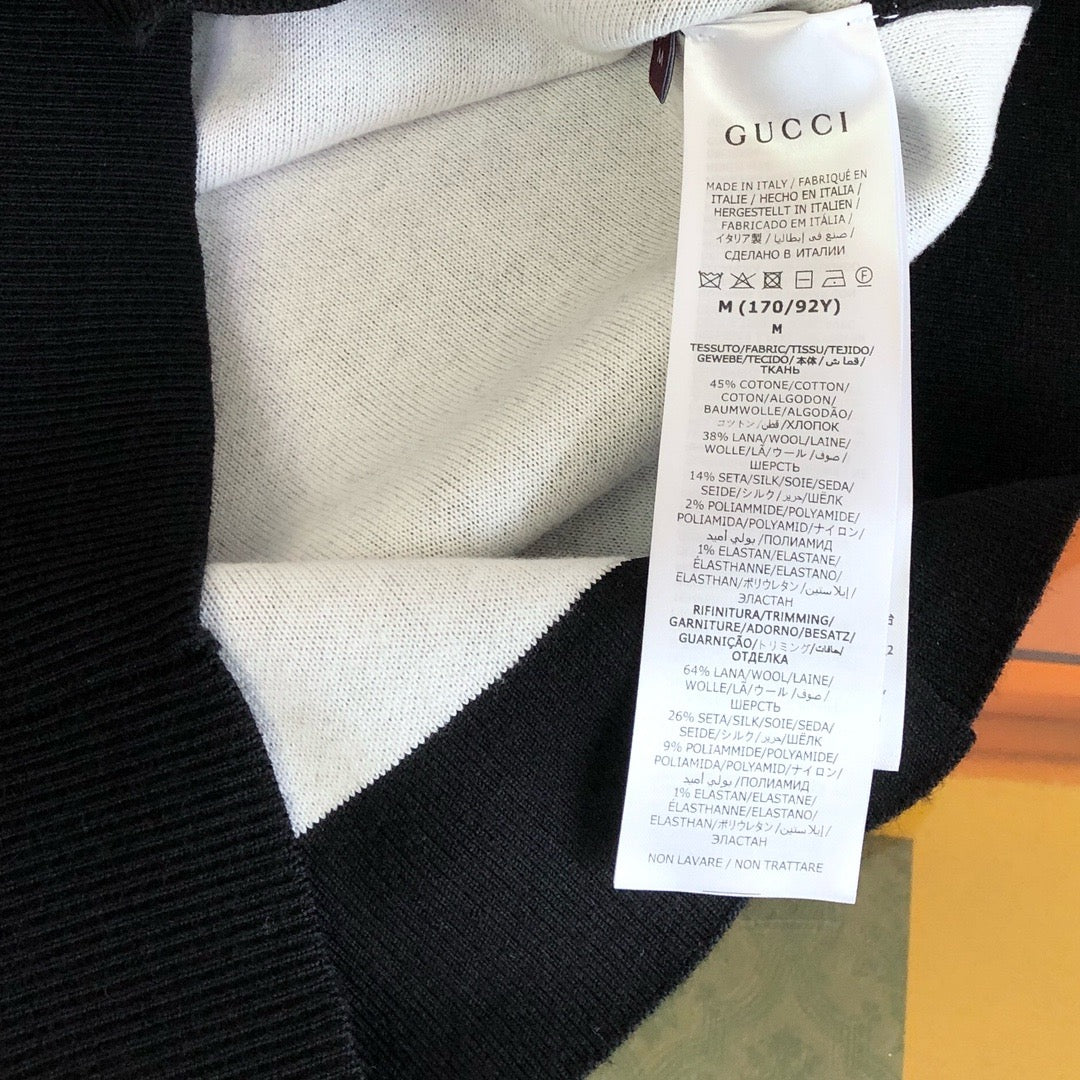 M
GUCCI
MADE IN ITALY / FABRIQUÉ EN
ITALIE / HECHO EN ITALIA /
HERGESTELLT IN ITALIEN /
FABRICADO EM ITÁLIA /
イタリア製 / صنع فى إيطاليا /
СДЕЛАНО В ИТАЛИИ
F
M (170/92Y)
M
TESSUTO/FABRIC/TISSU/TEJIDO/
GEWEBE/TECIDO/本体/قماش/
ТКАНЬ
45% COTONE/COTTON/
COTON/ALGODON/
BAUMWOLLE/ALGODÃO/
コットン/قطن/ХЛОПОК
38% LANA/WOOL/LAINE/
WOLLE/LÃ/ウール/صوف/
ШЕРСТЬ
14% SETA/SILK/SOIE/SEDA/
SEIDE/シルク/حرير/ШЁЛК
2% POLIAMMIDE/POLYAMIDE/
POLIAMIDA/POLYAMID/ナイロン/
بولي أميد/ПОЛИАМИД
1% ELASTAN/ELASTANE/
ÉLASTHANNE/ELASTANO/
ELASTHAN/ポリウレタン/إيلاستين/
ЭЛАСТАН
RIFINITURA/TRIMMING/
GARNITURE/ADORNO/BESATZ/
GUARNIÇÃO/トリミング/حافات/
ОТДЕЛКА
64% LANA/WOOL/LAINE/
WOLLE/LÃ/ウール/صوف/
ШЕРСТЬ
26% SETA/SILK/SOIE/SEDA/
SEIDE/シルク/حرير/ШЁЛК
9% POLIAMMIDE/POLYAMIDE/
POLIAMIDA/POLYAMID/ナイロン/
بولي أميد/ПОЛИАМИД
1% ELASTAN/ELASTANE/
ÉLASTHANNE/ELASTANO/
ELASTHAN/ポリウレタン/إيلاستين/
ЭЛАСТАН
NON LAVARE / NON TRATTARE